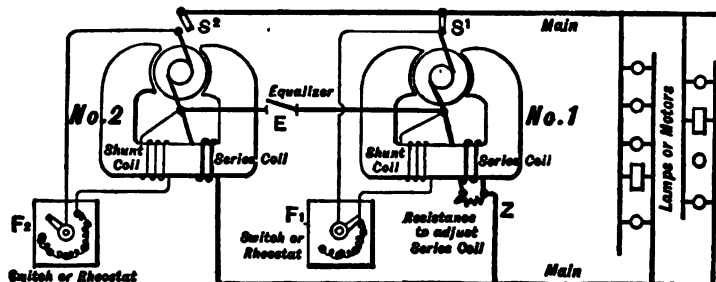 S²
S¹
Main
Equalizer
E
No.2
No.1
Shunt
Coil
Series Coil
Shunt
Coil
Series Coil
Lamps or Motors
F2
Switch or Rheostat
F1
Switch or
Rheostat
Resistance
to adjust
Series Coil
Z
Main